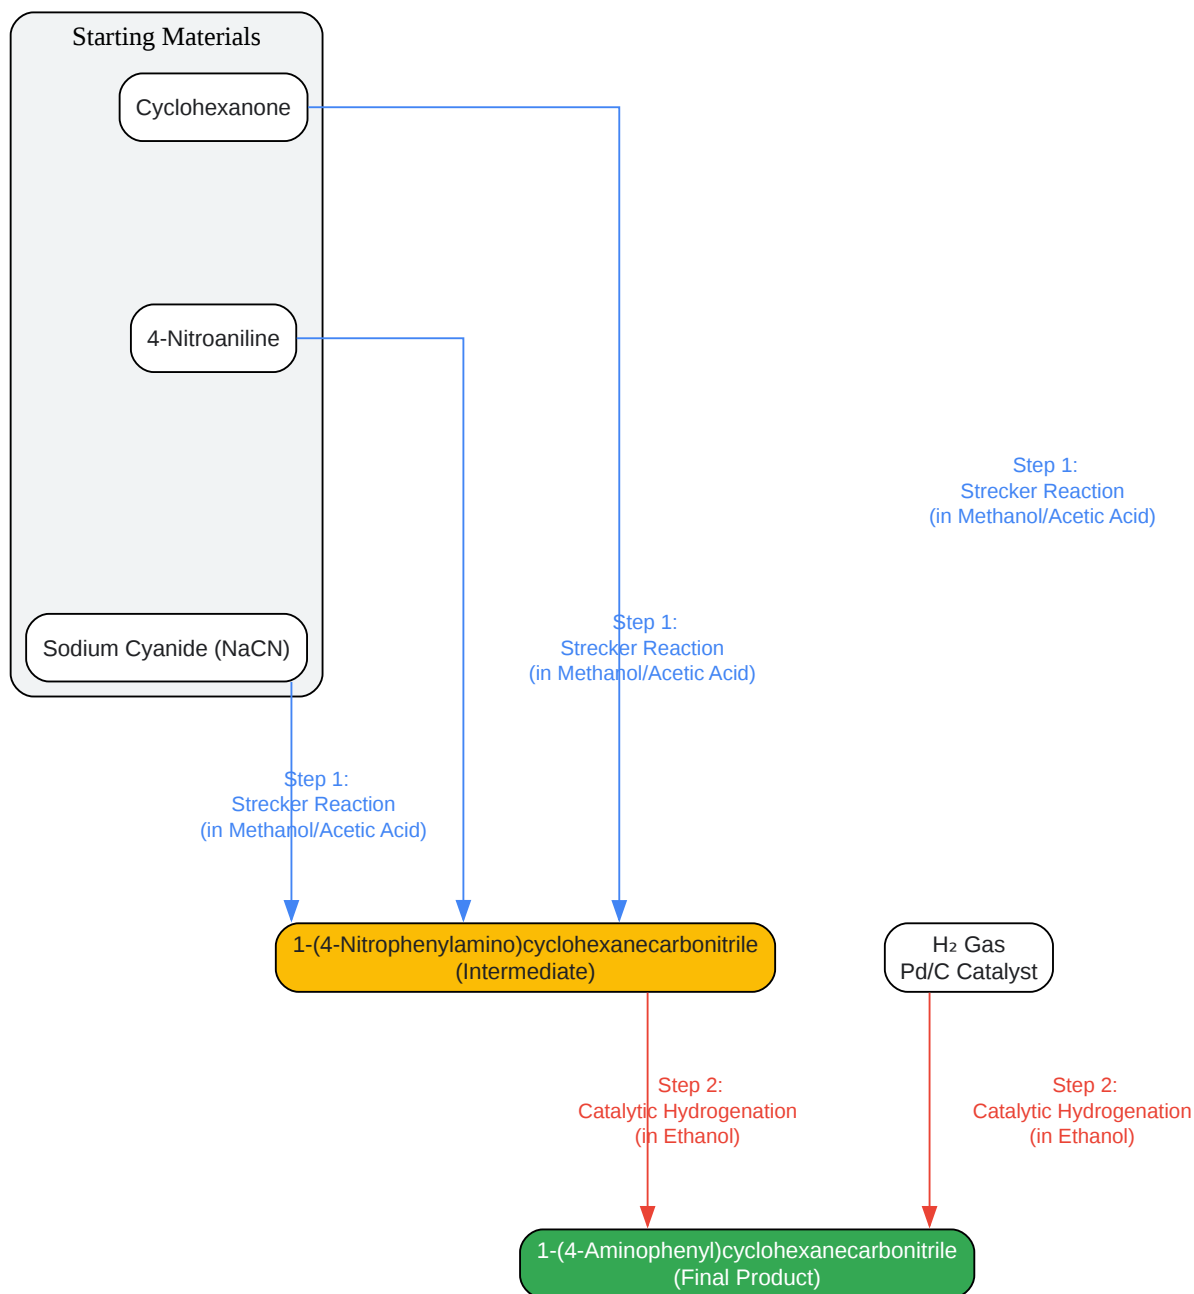 Starting Materials
Cyclohexanone
4-Nitroaniline
Step 1:
Strecker Reaction
(in Methanol/Acetic Acid)
Step 1:
Strecker Reaction
(in Methanol/Acetic Acid)
Sodium Cyanide (NaCN)
Step 1:
Strecker Reaction
(in Methanol/Acetic Acid)
1-(4-Nitrophenylamino)cyclohexanecarbonitrile
(Intermediate)
H₂ Gas
Pd/C Catalyst
Step 2:
Catalytic Hydrogenation
(in Ethanol)
Step 2:
Catalytic Hydrogenation
(in Ethanol)
1-(4-Aminophenyl)cyclohexanecarbonitrile
(Final Product)